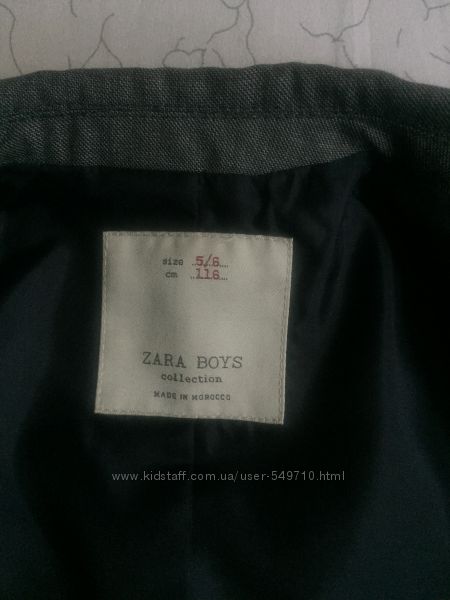 size 5/6
cm 116
ZARA BOYS
collection
MADE IN MOROCCO
www.kidstaff.com.ua/user-549710.html